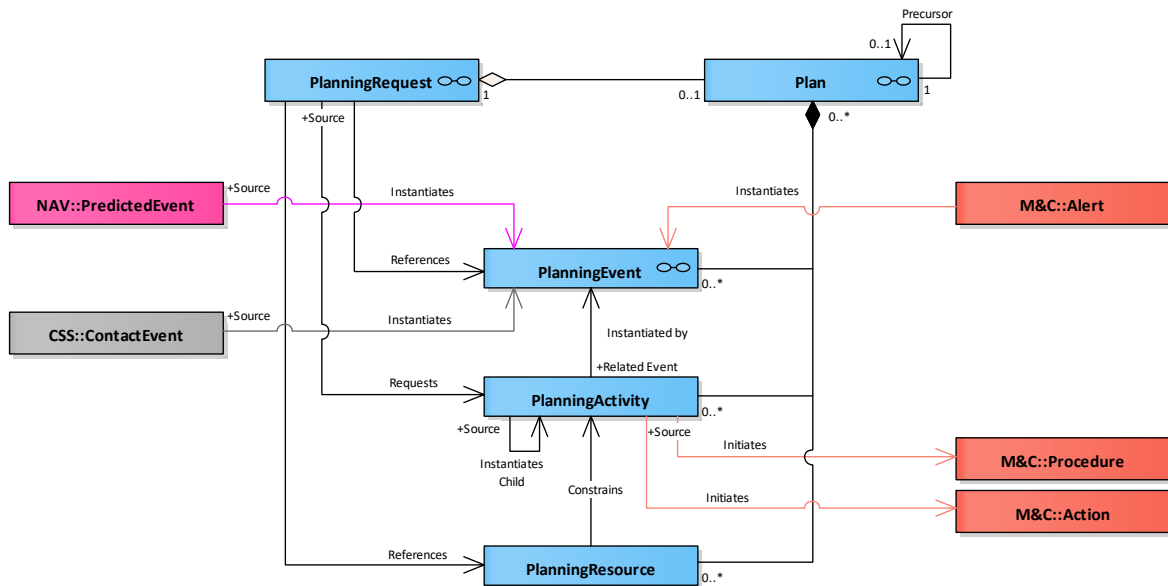 Precursor
0..1
PlanningRequest
Plan
1
0..1
1
0..*
+Source
+Source
Instantiates
Instantiates
NAV::PredictedEvent
M&C::Alert
References
PlanningEvent
0..*
+Source
Instantiates
CSS::ContactEvent
Instantiated by
+Related Event
Requests
PlanningActivity
0..*
+Source
+Source
Instantiates
Child
Initiates
M&C::Procedure
Constrains
Initiates
M&C::Action
References
PlanningResource
0..*